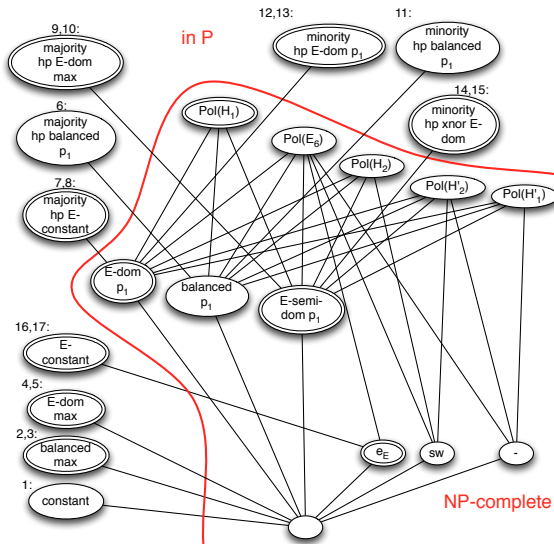 9,10:
majority
hp E-dom
max
in P
12,13:
minority
hp E-dom p1
11:
minority
hp balanced
p1
6:
majority
hp balanced
p1
14,15:
minority
hp xnor E-
dom
Pol(H1)
Pol(E6)
Pol(H2)
Pol(H'2)
Pol(H'1)
7,8:
majority
hp E-
constant
E-dom
p1
balanced
p1
E-semi-
dom p1
16,17:
E-
constant
4,5:
E-dom
max
2,3:
balanced
max
eE
sw
-
1:
constant
NP-complete